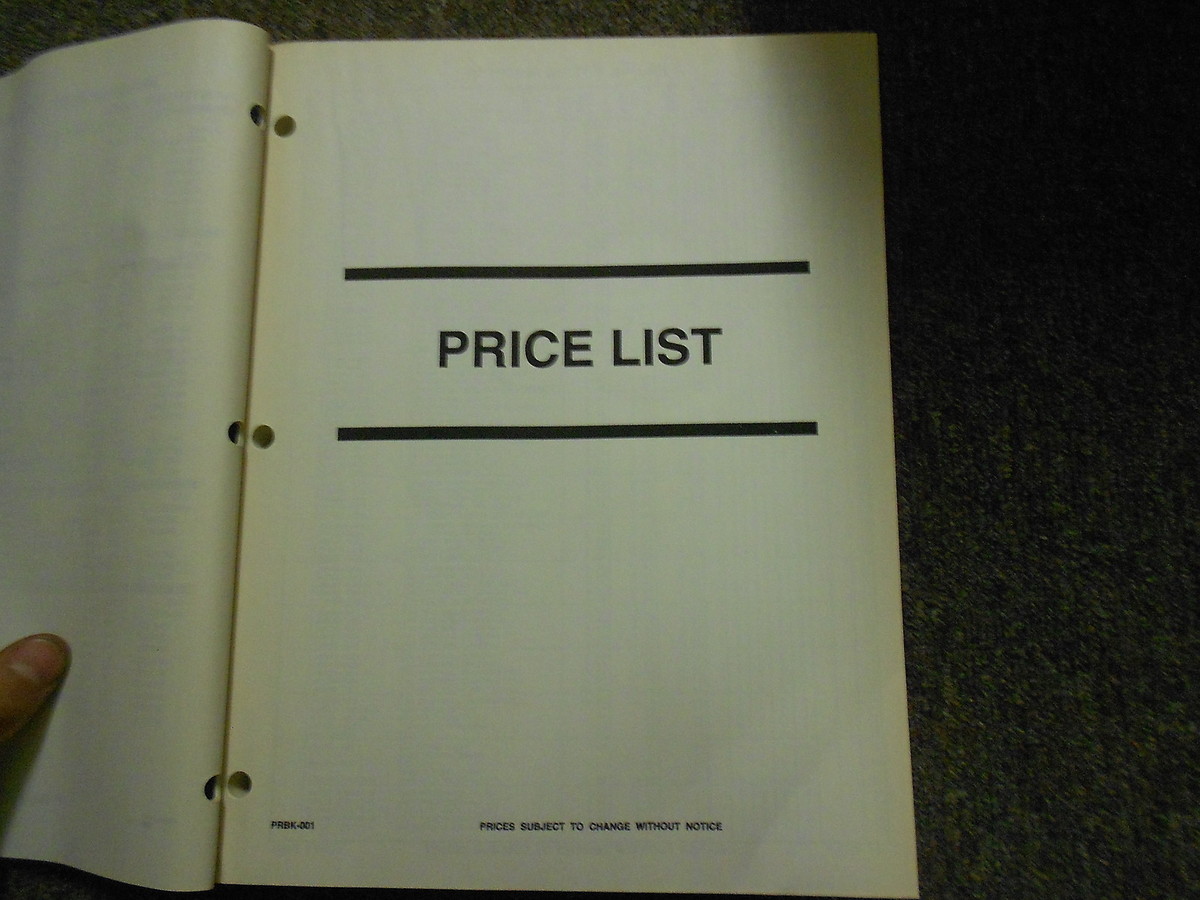 PRICE LIST
PRBK-001
PRICES SUBJECT TO CHANGE WITHOUT NOTICE